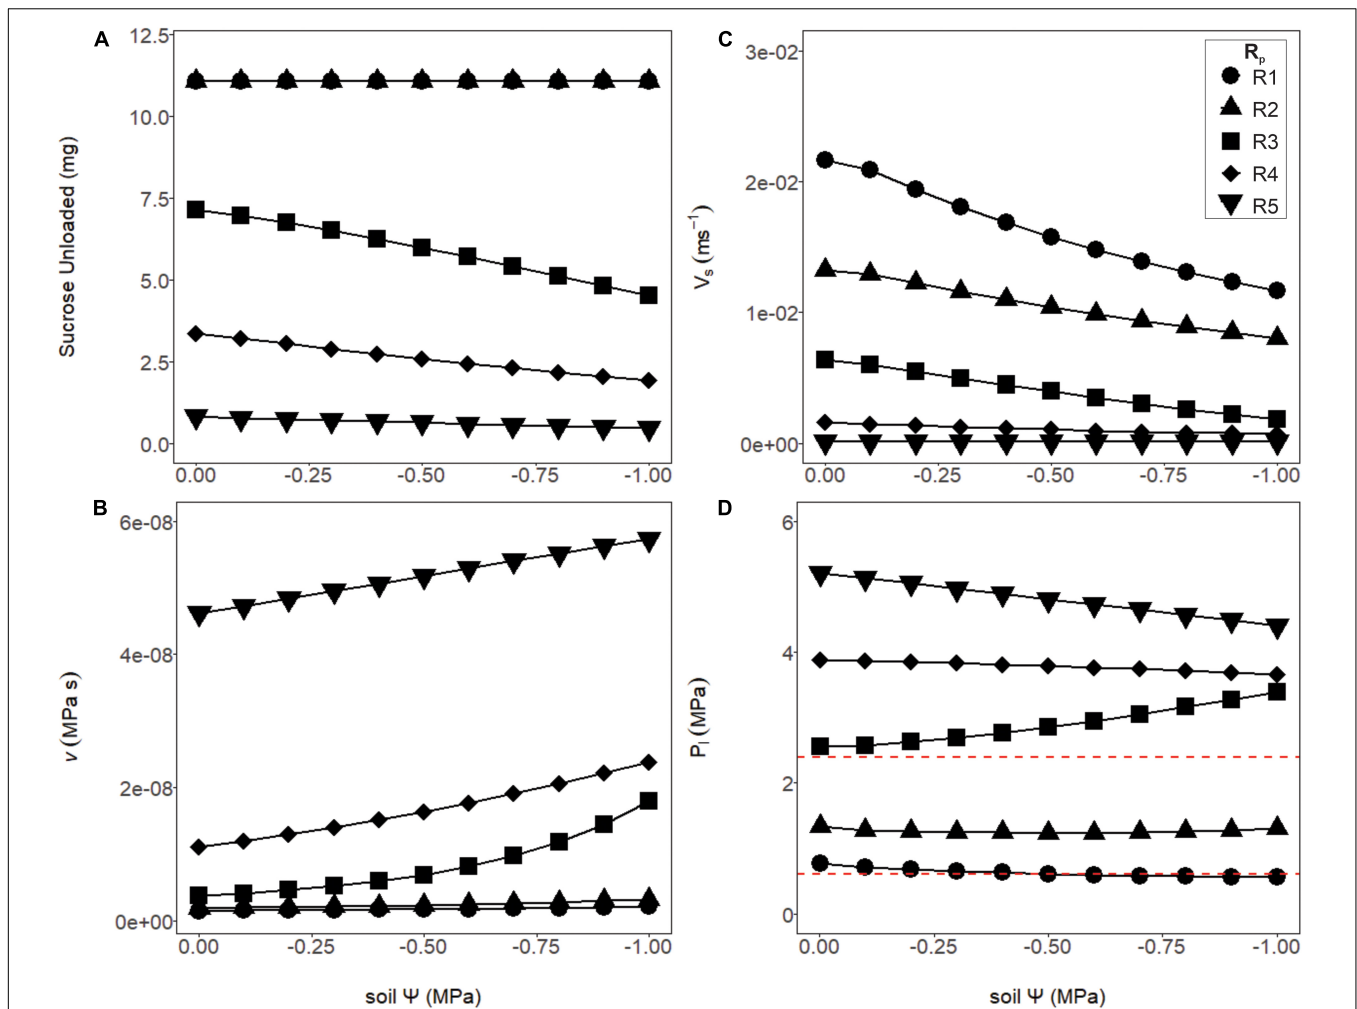 A
12.5
10.0
7.5
5.0
2.5
0.0
Sucrose Unloaded (mg)
0.00 -0.25 -0.50 -0.75 -1.00
C
3e-02
2e-02
1e-02
0e+00
Vs (ms⁻¹)
Rp
R1
R2
R3
R4
R5
0.00 -0.25 -0.50 -0.75 -1.00
B
6e-08
4e-08
2e-08
0e+00
v (MPa s)
0.00 -0.25 -0.50 -0.75 -1.00
soil Ψ (MPa)
D
6
4
2
0
Pl (MPa)
0.00 -0.25 -0.50 -0.75 -1.00
soil Ψ (MPa)